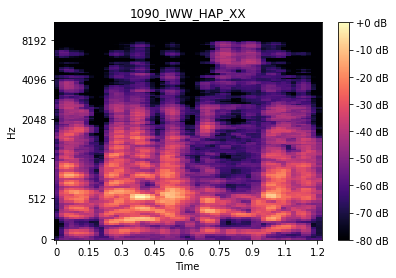 1090_IWW_HAP_XX
Hz
8192
4096
2048
1024
512
0
0 0.15 0.3 0.45 0.6 0.75 0.9 1.1 1.2
Time
+0 dB
-10 dB
-20 dB
-30 dB
-40 dB
-50 dB
-60 dB
-70 dB
-80 dB